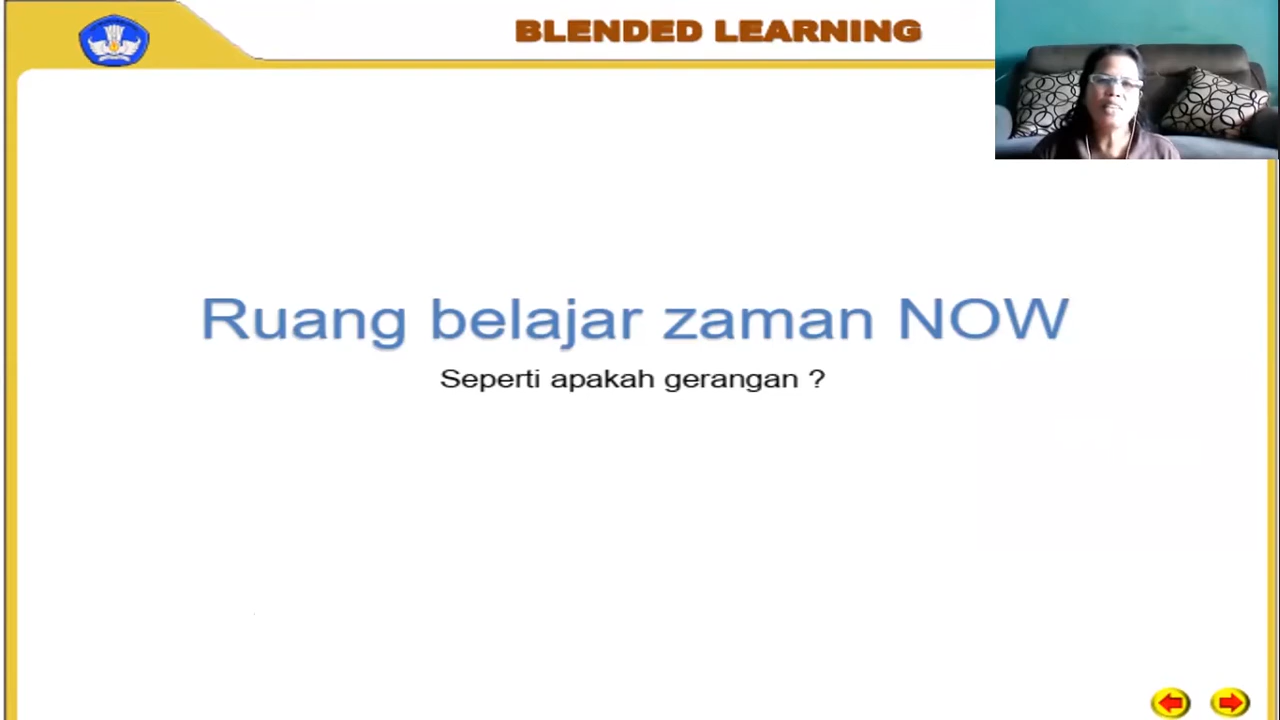 BLENDED LEARNING
Ruang belajar zaman NOW
Seperti apakah gerangan ?